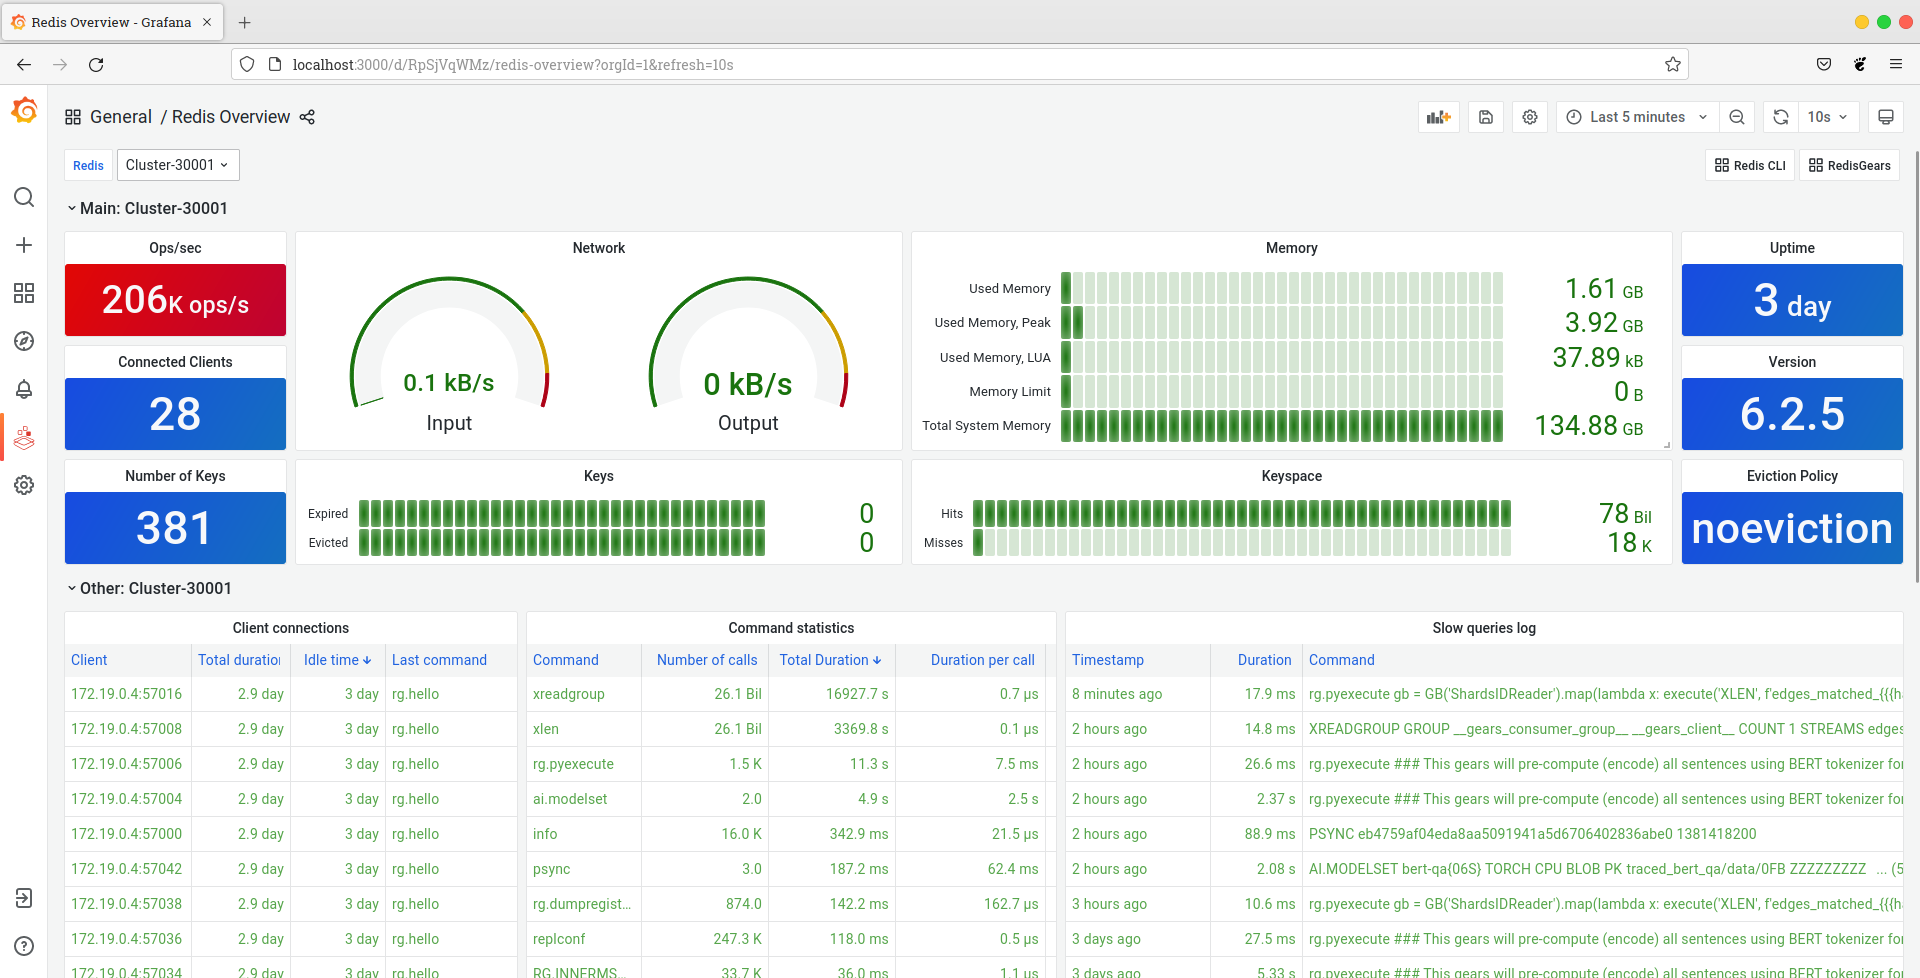 Redis Overview - Grafana
localhost:3000/d/RpSjVqWMz/redis-overview?orgId=1&refresh=10s
General / Redis Overview
Last 5 minutes
10s
Redis
Cluster-30001
Redis CLI
RedisGears
Main: Cluster-30001
Ops/sec
206K ops/s
Connected Clients
28
Number of Keys
381
Network
0.1 kB/s
Input
0 kB/s
Output
Memory
Used Memory 1.61 GB
Used Memory, Peak 3.92 GB
Used Memory, LUA 37.89 kB
Memory Limit 0 B
Total System Memory 134.88 GB
Uptime
3 day
Version
6.2.5
Keys
Expired 0
Evicted 0
Keyspace
Hits 78 Bil
Misses 18 K
Eviction Policy
noeviction
Other: Cluster-30001
Client connections
Client Total duration Idle time Last command
172.19.0.4:57016 2.9 day 3 day rg.hello
172.19.0.4:57008 2.9 day 3 day rg.hello
172.19.0.4:57006 2.9 day 3 day rg.hello
172.19.0.4:57004 2.9 day 3 day rg.hello
172.19.0.4:57000 2.9 day 3 day rg.hello
172.19.0.4:57042 2.9 day 3 day rg.hello
172.19.0.4:57038 2.9 day 3 day rg.hello
172.19.0.4:57036 2.9 day 3 day rg.hello
172.19.0.4:57034 2.9 day 3 day rg.hello
Command statistics
Command Number of calls Total Duration Duration per call
xreadgroup 26.1 Bil 16927.7 s 0.7 µs
xlen 26.1 Bil 3369.8 s 0.1 µs
rg.pyexecute 1.5 K 11.3 s 7.5 ms
ai.modelset 2.0 4.9 s 2.5 s
info 16.0 K 342.9 ms 21.5 µs
psync 3.0 187.2 ms 62.4 ms
rg.dumpregist... 874.0 142.2 ms 162.7 µs
replconf 247.3 K 118.0 ms 0.5 µs
RG.INNERMS... 33.7 K 36.0 ms 1.1 µs
Slow queries log
Timestamp Duration Command
8 minutes ago 17.9 ms rg.pyexecute gb = GB('ShardsIDReader').map(lambda x: execute('XLEN', f'edges_matched_{{{h
2 hours ago 14.8 ms XREADGROUP GROUP __gears_consumer_group__ __gears_client__ COUNT 1 STREAMS edges
2 hours ago 26.6 ms rg.pyexecute ### This gears will pre-compute (encode) all sentences using BERT tokenizer for
2 hours ago 2.37 s rg.pyexecute ### This gears will pre-compute (encode) all sentences using BERT tokenizer for
2 hours ago 88.9 ms PSYNC eb4759af04eda8aa5091941a5d6706402836abe0 1381418200
2 hours ago 2.08 s AI.MODELSET bert-qa{06S} TORCH CPU BLOB PK traced_bert_qa/data/0FB ZZZZZZZZZ ... (5
3 hours ago 10.6 ms rg.pyexecute gb = GB('ShardsIDReader').map(lambda x: execute('XLEN', f'edges_matched_{{{h
3 days ago 27.5 ms rg.pyexecute ### This gears will pre-compute (encode) all sentences using BERT tokenizer for
3 days ago 5.33 s rg.pyexecute ### This gears will pre-compute (encode) all sentences using BERT tokenizer for